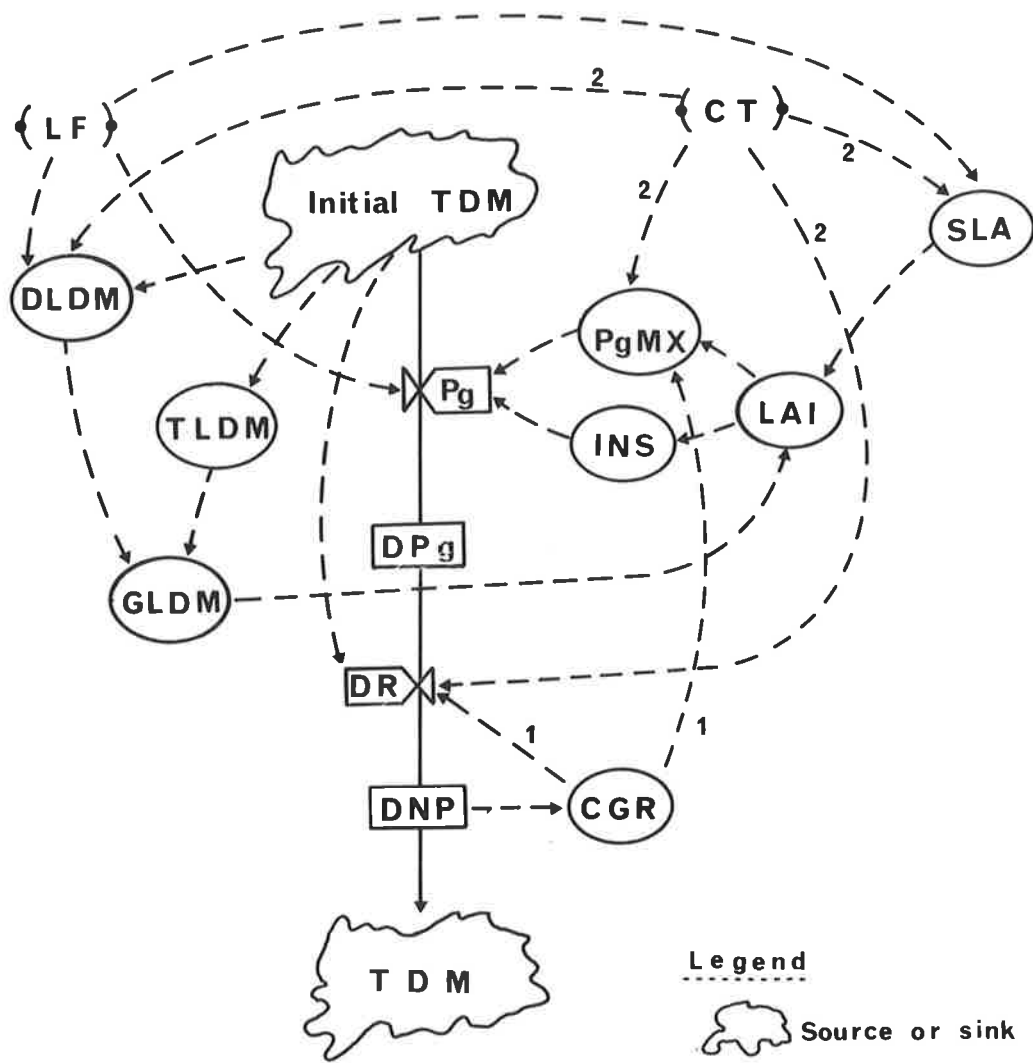 2
LF
CT
2
Initial TDM
2
2
SLA
DLDM
PgMX
Pg
LAI
TLDM
INS
DPg
GLDM
DR
1
1
DNP
CGR
TDM
Legend
Source or sink